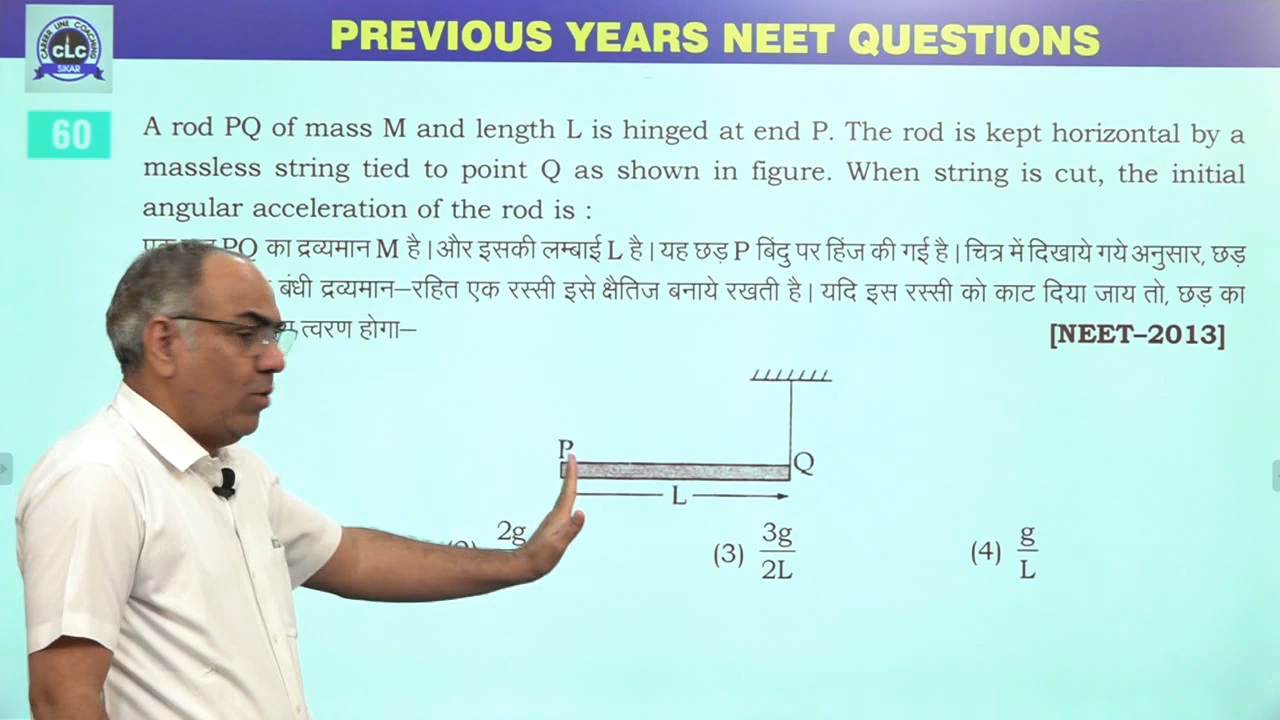 PREVIOUS YEARS NEET QUESTIONS
CAREER LINE COACHING
CLC
SIKAR
60
A rod PQ of mass M and length L is hinged at end P. The rod is kept horizontal by a
massless string tied to point Q as shown in figure. When string is cut, the initial
angular acceleration of the rod is :
PQ का द्रव्यमान M है। और इसकी लम्बाई L है। यह छड़ P बिंदु पर हिंज की गई है। चित्र में दिखाये गये अनुसार, छड़
बंधी द्रव्यमान–रहित एक रस्सी इसे क्षैतिज बनाये रखती है। यदि इस रस्सी को काट दिया जाय तो, छड़ का
त्वरण होगा–
[NEET–2013]
P
Q
L
2g
(3) 3g
2L
(4) g
L